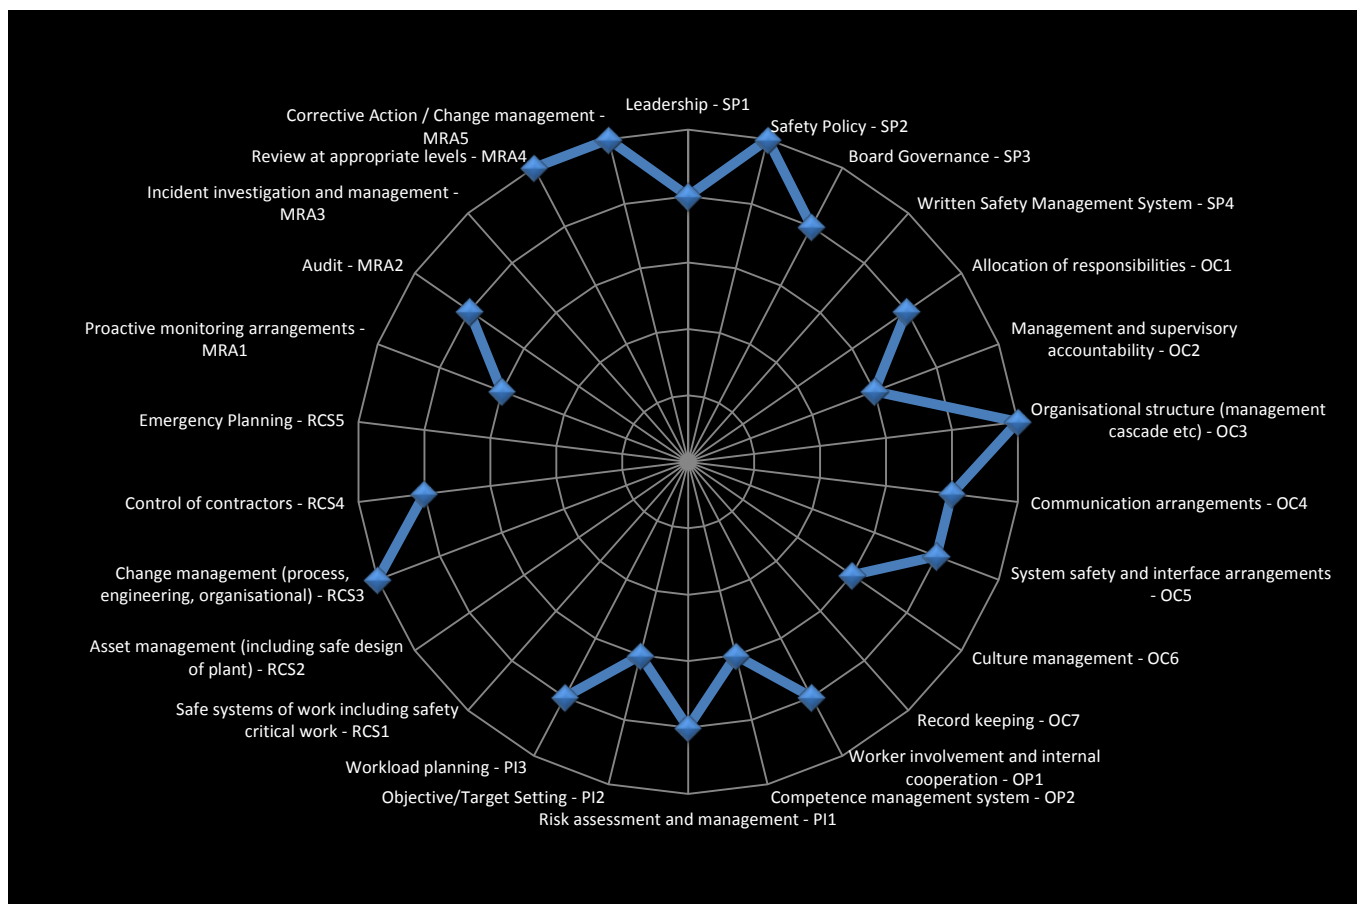 Leadership - SP1
Safety Policy - SP2
Board Governance - SP3
Written Safety Management System - SP4
Allocation of responsibilities - OC1
Management and supervisory
accountability - OC2
Organisational structure (management
cascade etc) - OC3
Communication arrangements - OC4
System safety and interface arrangements
- OC5
Culture management - OC6
Record keeping - OC7
Worker involvement and internal
cooperation - OP1
Competence management system - OP2
Risk assessment and management - PI1
Objective/Target Setting - PI2
Workload planning - PI3
Safe systems of work including safety
critical work - RCS1
Asset management (including safe design
of plant) - RCS2
Change management (process,
engineering, organisational) - RCS3
Control of contractors - RCS4
Emergency Planning - RCS5
Proactive monitoring arrangements -
MRA1
Audit - MRA2
Incident investigation and management -
MRA3
Review at appropriate levels - MRA4
Corrective Action / Change management -
MRA5